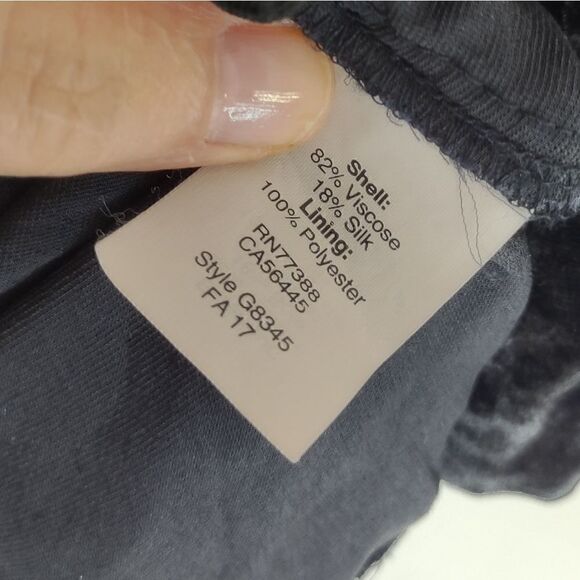 Shell:
82% Viscose
18% Silk
Lining:
100% Polyester
RN77388
CA56445
Style G8345
FA 17